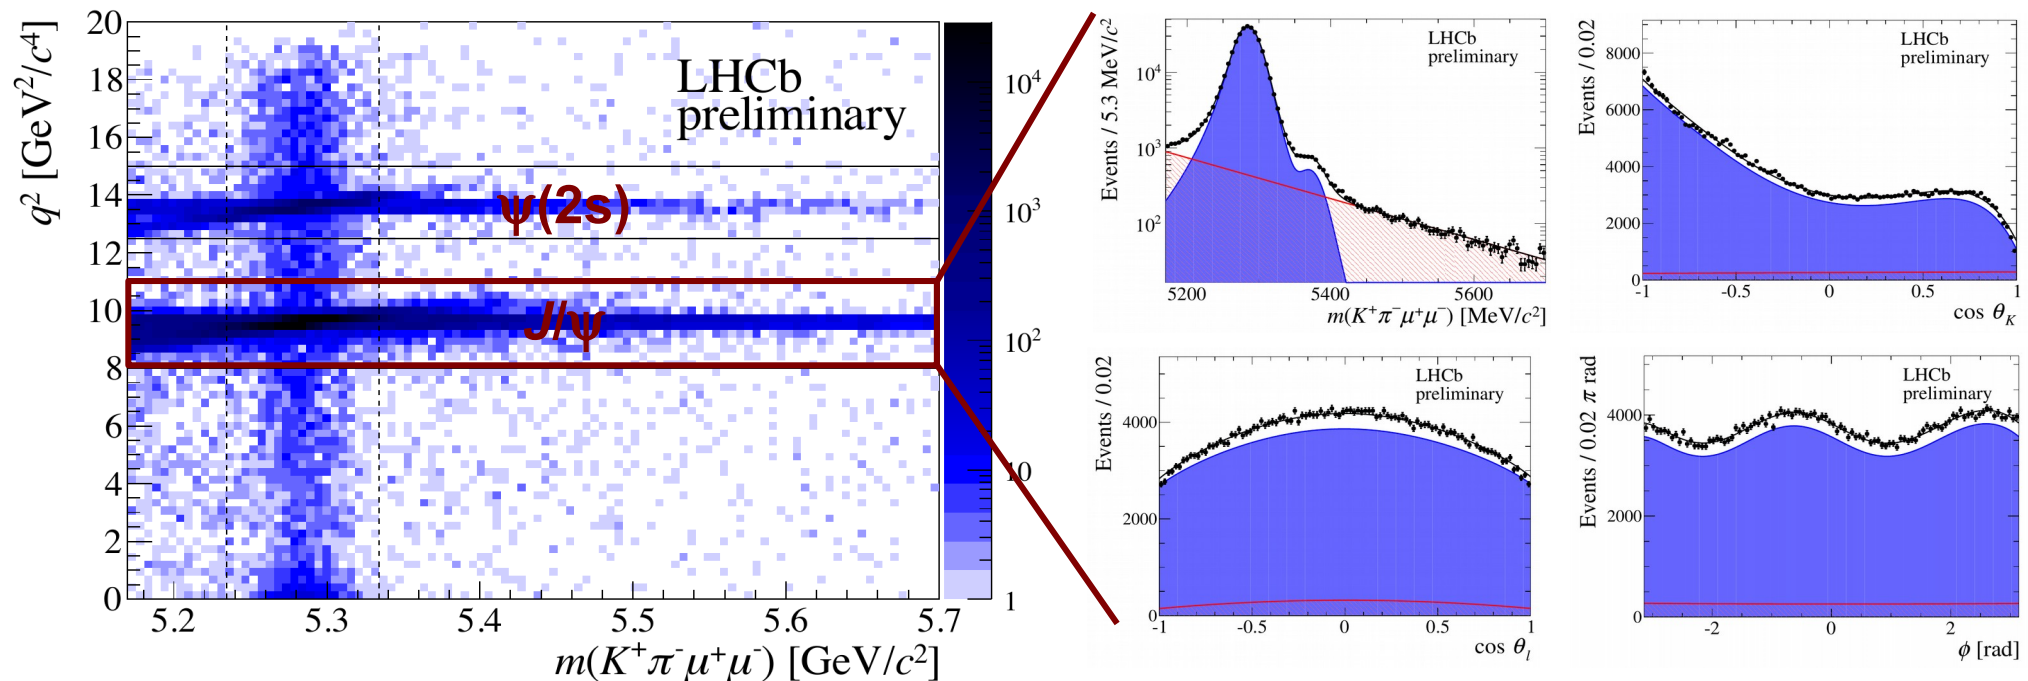 20
18
16
14
12
10
8
6
4
2
0
q² [GeV²/c⁴]
LHCb
preliminary
ψ(2s)
J/ψ
5.2 5.3 5.4 5.5 5.6 5.7
m(K⁺π⁻μ⁺μ⁻) [GeV/c²]
10⁴
10³
10²
10
1
Events / 5.3 MeV/c²
10⁴
10³
10²
LHCb
preliminary
5200 5400 5600
m(K⁺π⁻μ⁺μ⁻) [MeV/c²]
Events / 0.02
8000
6000
4000
2000
0
LHCb
preliminary
-1 -0.5 0 0.5 1
cos θ_K
Events / 0.02
4000
2000
0
LHCb
preliminary
-1 -0.5 0 0.5 1
cos θ_l
Events / 0.02 π rad
4000
2000
0
LHCb
preliminary
-2 0 2
ϕ [rad]